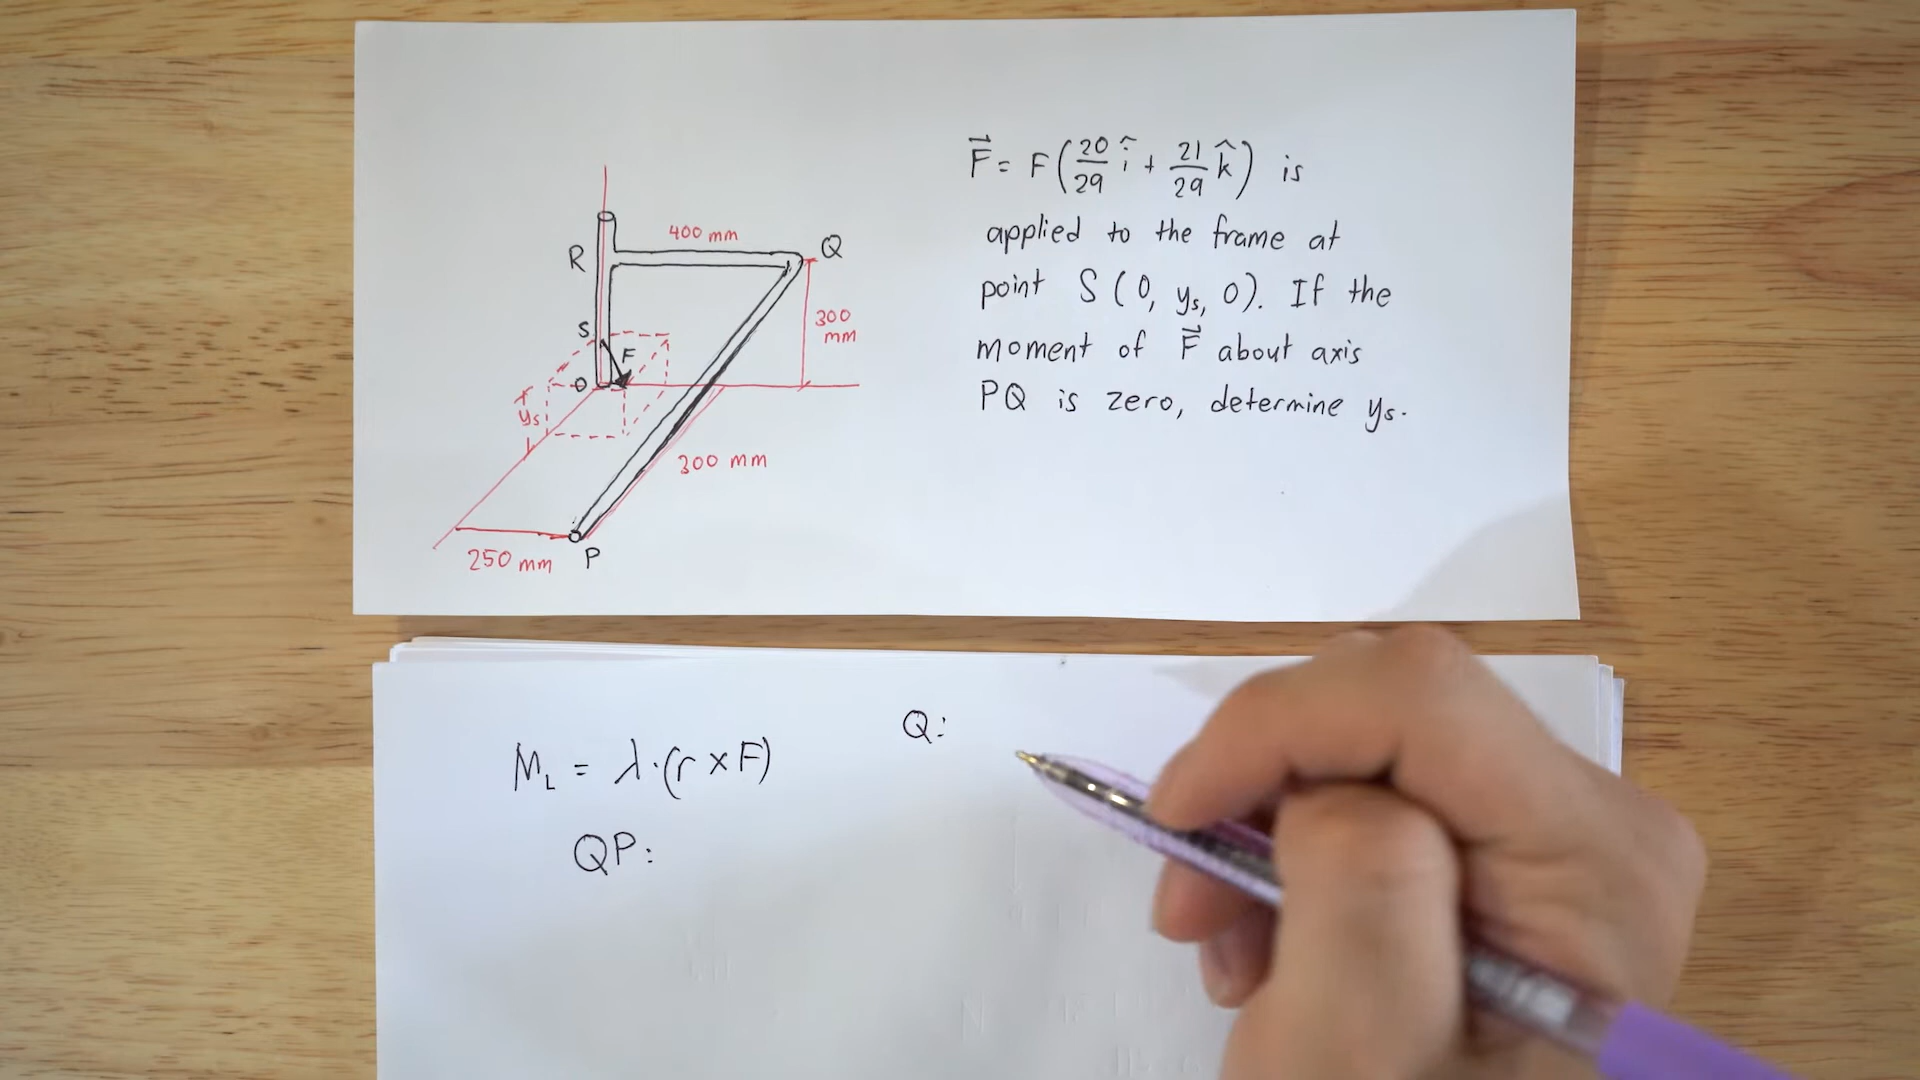 F⃗ = F(20/29 î + 21/29 k̂) is
applied to the frame at
point S (0, ys, 0). If the
moment of F⃗ about axis
PQ is zero, determine ys.
R
400 mm
Q
S
F
300
mm
O
ys
300 mm
250 mm
P
M_L = λ·(r × F)
Q:
QP: